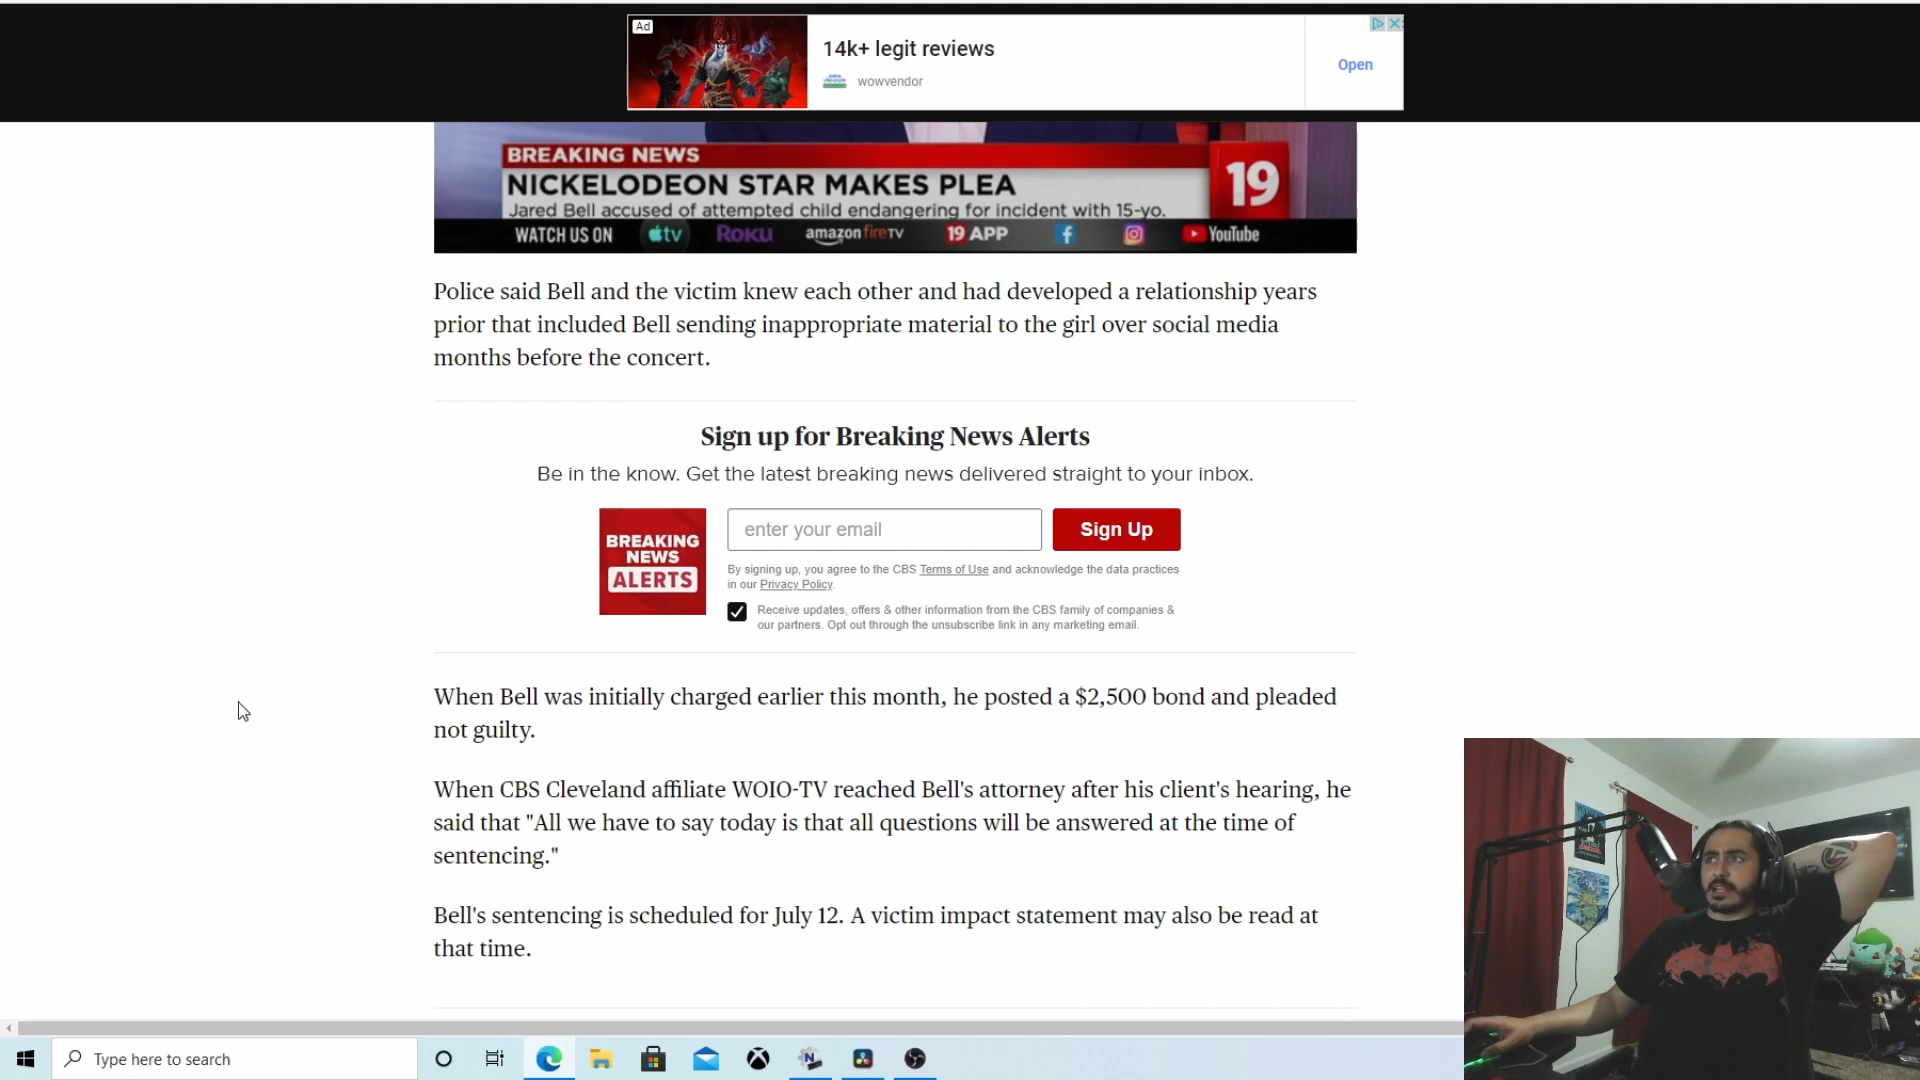 Ad
14k+ legit reviews
wowvendor
Open
BREAKING NEWS
NICKELODEON STAR MAKES PLEA
Jared Bell accused of attempted child endangering for incident with 15-yo.
19
WATCH US ON
tv
ROKU
amazon fireTV
19 APP
YouTube
Police said Bell and the victim knew each other and had developed a relationship years
prior that included Bell sending inappropriate material to the girl over social media
months before the concert.
Sign up for Breaking News Alerts
Be in the know. Get the latest breaking news delivered straight to your inbox.
BREAKING
NEWS
ALERTS
enter your email
Sign Up
By signing up, you agree to the CBS Terms of Use and acknowledge the data practices
in our Privacy Policy.
Receive updates, offers & other information from the CBS family of companies &
our partners. Opt out through the unsubscribe link in any marketing email.
When Bell was initially charged earlier this month, he posted a $2,500 bond and pleaded
not guilty.
When CBS Cleveland affiliate WOIO-TV reached Bell's attorney after his client's hearing, he
said that "All we have to say today is that all questions will be answered at the time of
sentencing."
Bell's sentencing is scheduled for July 12. A victim impact statement may also be read at
that time.
Type here to search